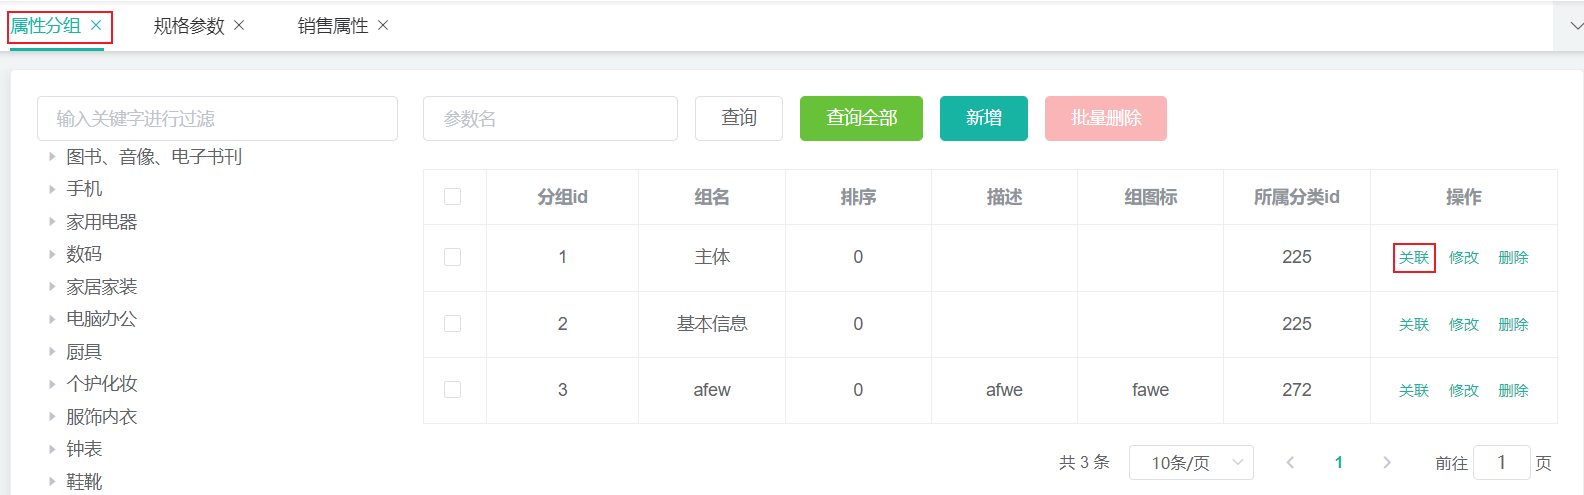 属性分组 × 规格参数 × 销售属性 ×
输入关键字进行过滤
图书、音像、电子书刊
手机
家用电器
数码
家居家装
电脑办公
厨具
个护化妆
服饰内衣
钟表
鞋靴
参数名 查询 查询全部 新增 批量删除
分组id 组名 排序 描述 组图标 所属分类id 操作
1 主体 0 225 关联 修改 删除
2 基本信息 0 225 关联 修改 删除
3 afew 0 afwe fawe 272 关联 修改 删除
共 3 条 10条/页 1 前往 1 页